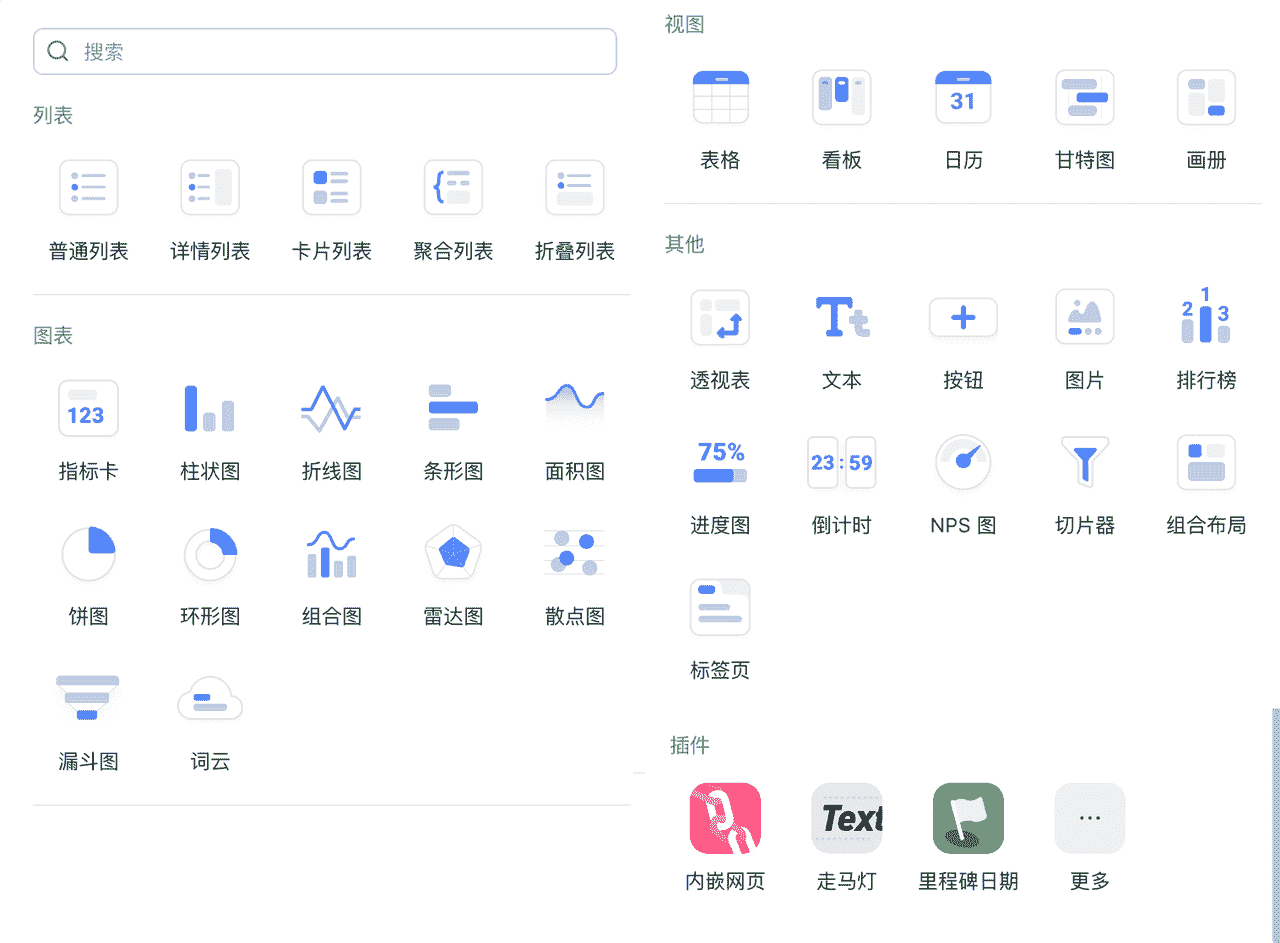 搜索
列表
普通列表 详情列表 卡片列表 聚合列表 折叠列表
图表
123
指标卡 柱状图 折线图 条形图 面积图
饼图 环形图 组合图 雷达图 散点图
漏斗图 词云
视图
31
表格 看板 日历 甘特图 画册
其他
Tt
2 1 3
透视表 文本 按钮 图片 排行榜
75% 23:59
进度图 倒计时 NPS 图 切片器 组合布局
标签页
插件
Text ...
内嵌网页 走马灯 里程碑日期 更多